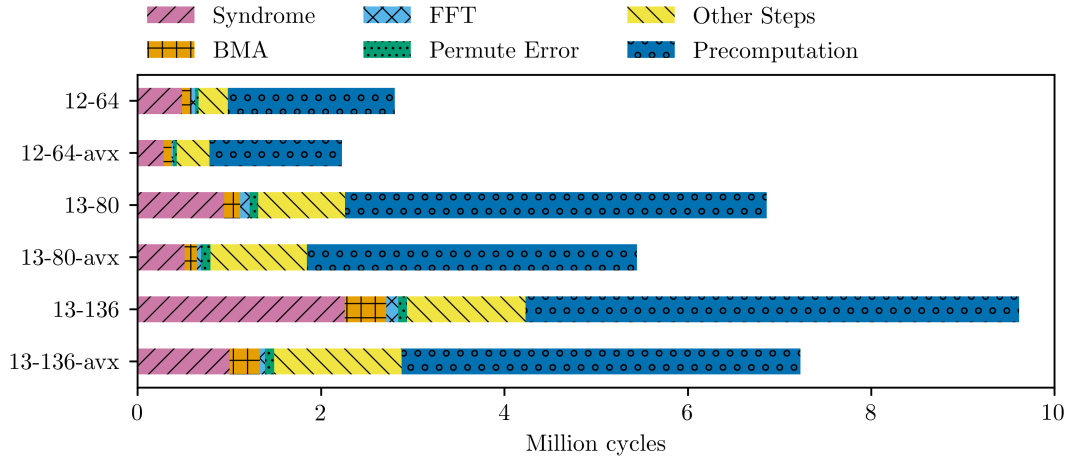 Syndrome FFT Other Steps
BMA Permute Error Precomputation
12-64
12-64-avx
13-80
13-80-avx
13-136
13-136-avx
0 2 4 6 8 10
Million cycles